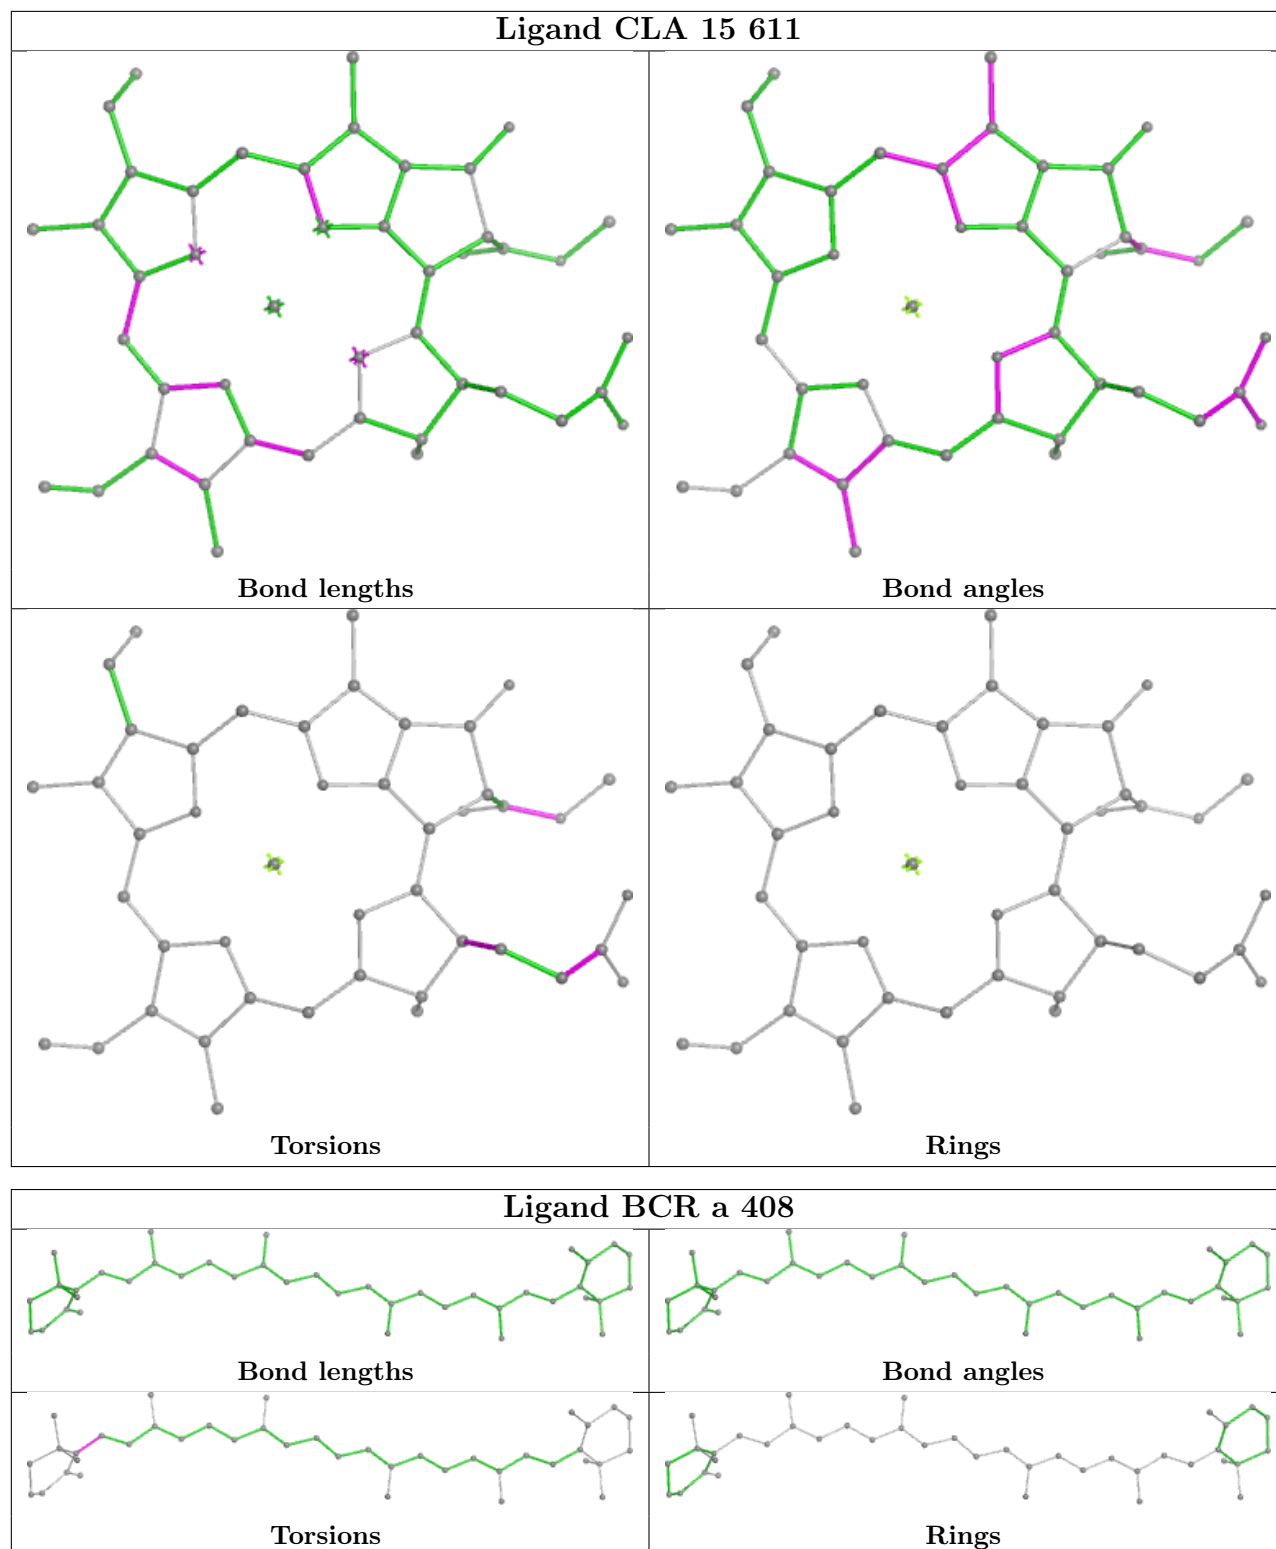 Ligand CLA 15 611
Bond lengths
Bond angles
Torsions
Rings
Ligand BCR a 408
Bond lengths
Bond angles
Torsions
Rings